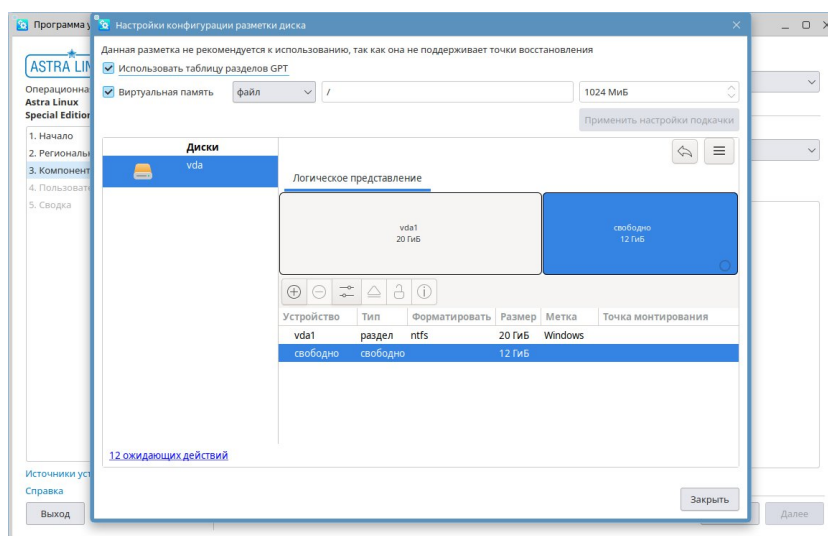 Программа у
Настройки конфигурации разметки диска
Данная разметка не рекомендуется к использованию, так как она не поддерживает точки восстановления
Использовать таблицу разделов GPT
Виртуальная память
файл
/
1024 МиБ
Применить настройки подкачки
ASTRA LIN
Операционна
Astra Linux
Special Edition
1. Начало
2. Региональн
3. Компонент
4. Пользовате
5. Сводка
Диски
vda
Логическое представление
vda1
20 ГиБ
свободно
12 ГиБ
Устройство Тип Форматировать Размер Метка Точка монтирования
vda1 раздел ntfs 20 ГиБ Windows
свободно свободно 12 ГиБ
12 ожидающих действий
Источники уст
Справка
Выход
Закрыть
Далее